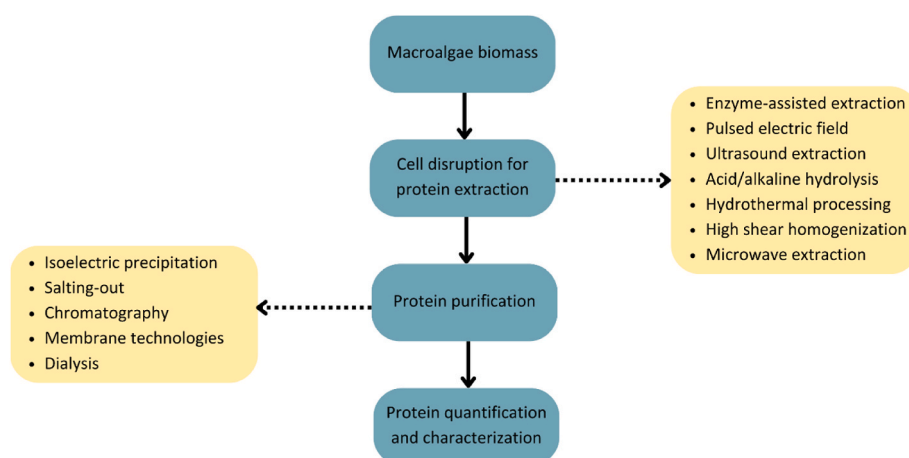 Macroalgae biomass
Cell disruption for
protein extraction
• Enzyme-assisted extraction
• Pulsed electric field
• Ultrasound extraction
• Acid/alkaline hydrolysis
• Hydrothermal processing
• High shear homogenization
• Microwave extraction
Protein purification
• Isoelectric precipitation
• Salting-out
• Chromatography
• Membrane technologies
• Dialysis
Protein quantification
and characterization